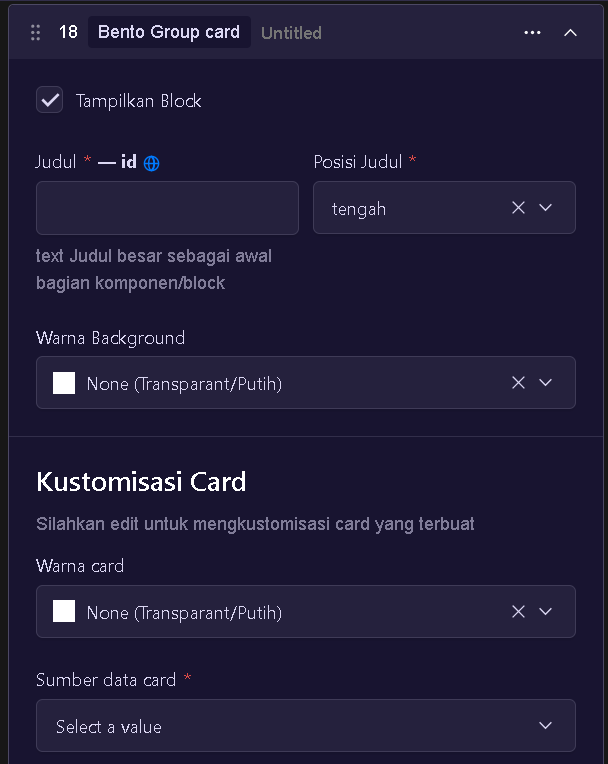 18 Bento Group card Untitled
Tampilkan Block
Judul * — id
Posisi Judul *
tengah
text Judul besar sebagai awal
bagian komponen/block
Warna Background
None (Transparant/Putih)
Kustomisasi Card
Silahkan edit untuk mengkustomisasi card yang terbuat
Warna card
None (Transparant/Putih)
Sumber data card *
Select a value